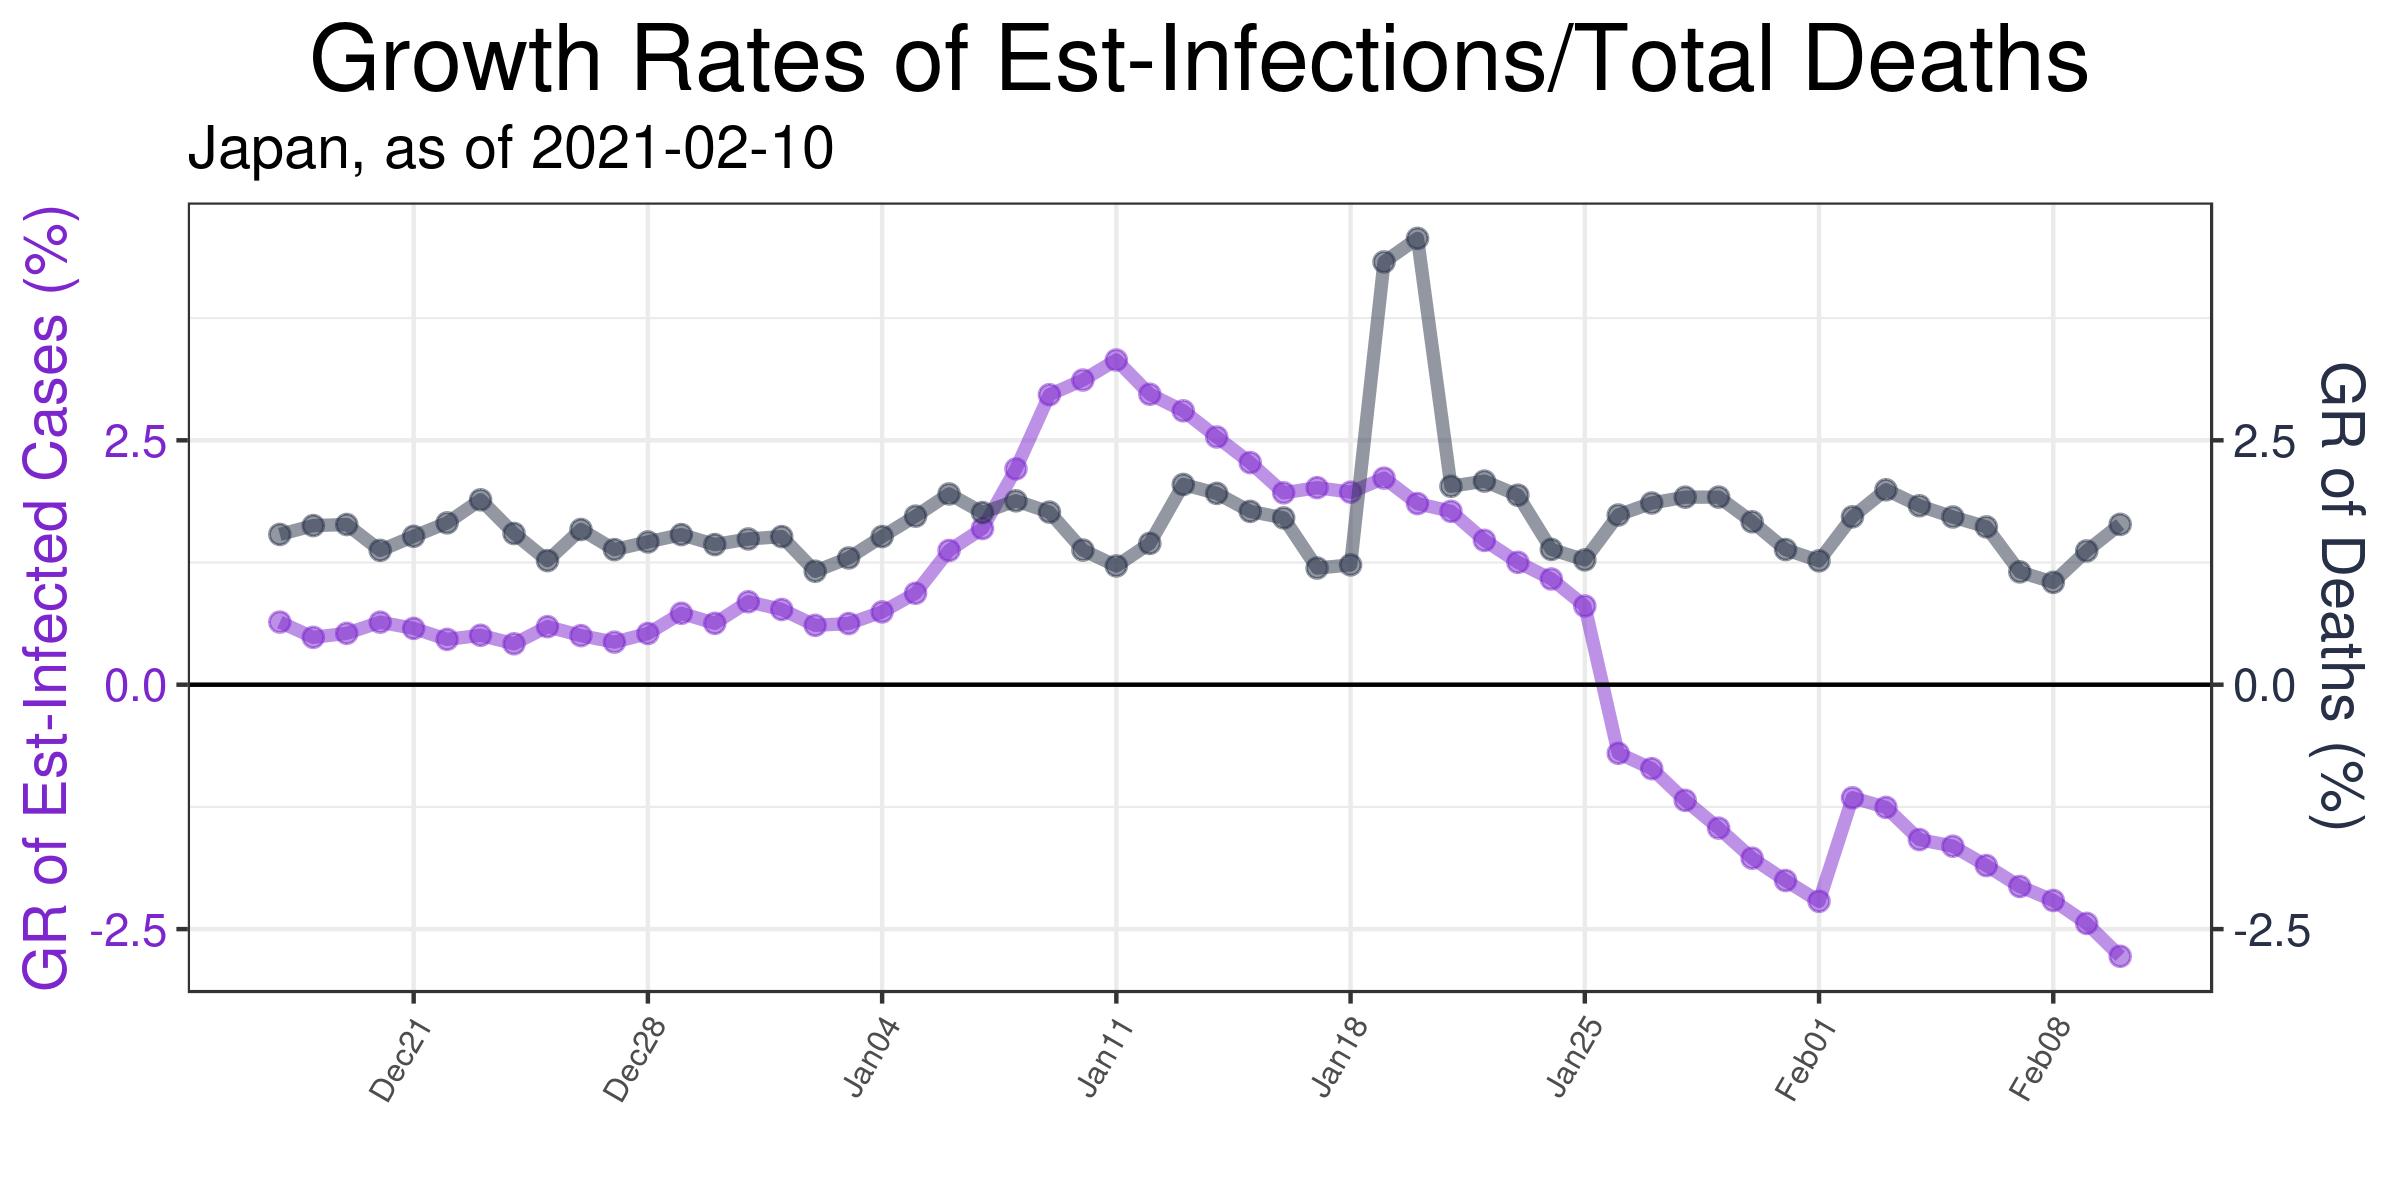 Growth Rates of Est-Infections/Total Deaths
Japan, as of 2021-02-10
GR of Est-Infected Cases (%)
2.5
0.0
-2.5
GR of Deaths (%)
2.5
0.0
-2.5
Dec21
Dec28
Jan04
Jan11
Jan18
Jan25
Feb01
Feb08